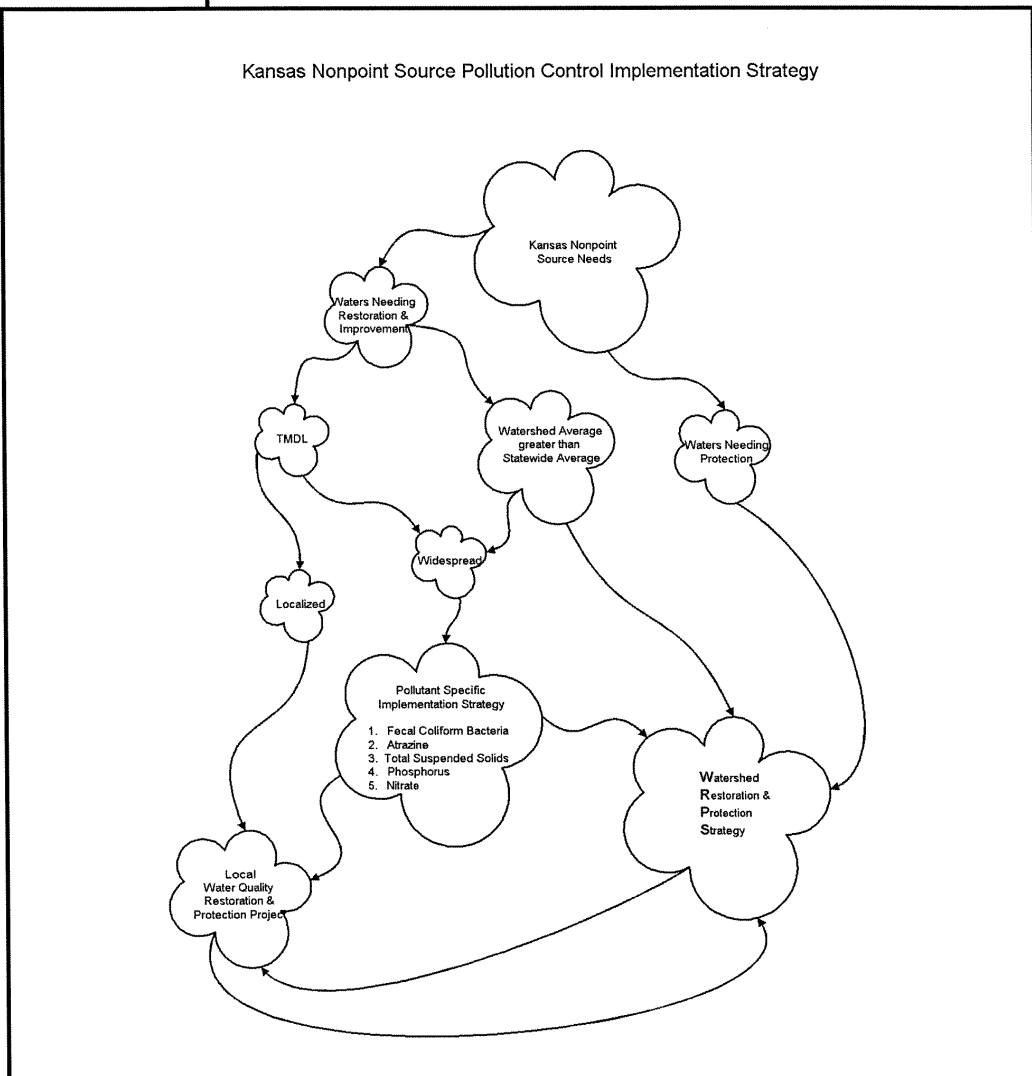 Kansas Nonpoint Source Pollution Control Implementation Strategy
Kansas Nonpoint
Source Needs
Waters Needing
Restoration &
Improvement
TMDL
Watershed Average
greater than
Statewide Average
Waters Needing
Protection
Widespread
Localized
Pollutant Specific
Implementation Strategy
1. Fecal Coliform Bacteria
2. Atrazine
3. Total Suspended Solids
4. Phosphorus
5. Nitrate
Watershed
Restoration &
Protection
Strategy
Local
Water Quality
Restoration &
Protection Project